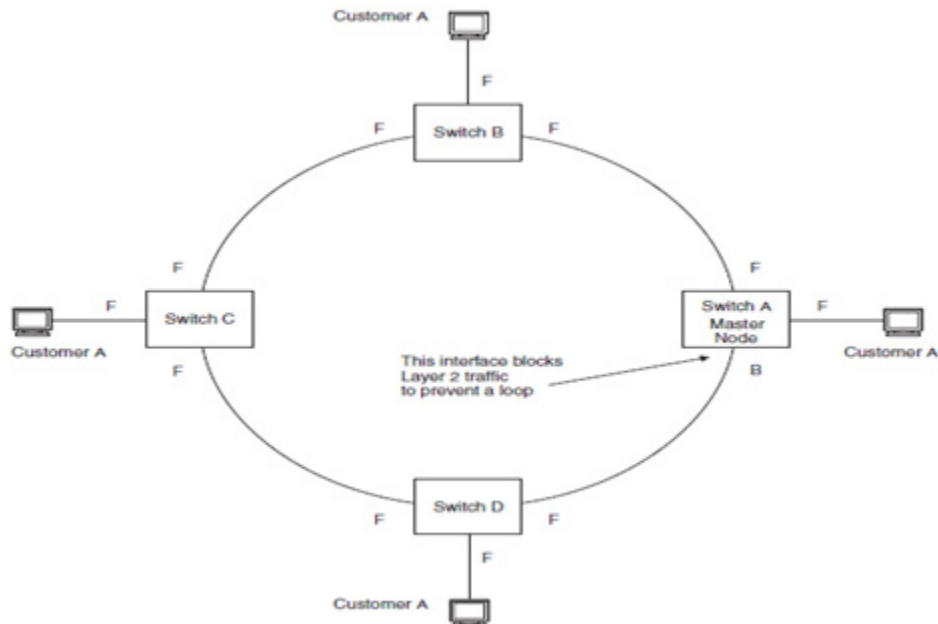 Customer A
F
Switch B
F
F
F
F
Switch C
F
Customer A
F
F
Switch A
Master
Node
F
Customer A
B
This interface blocks
Layer 2 traffic
to prevent a loop
Switch D
F
F
F
Customer A